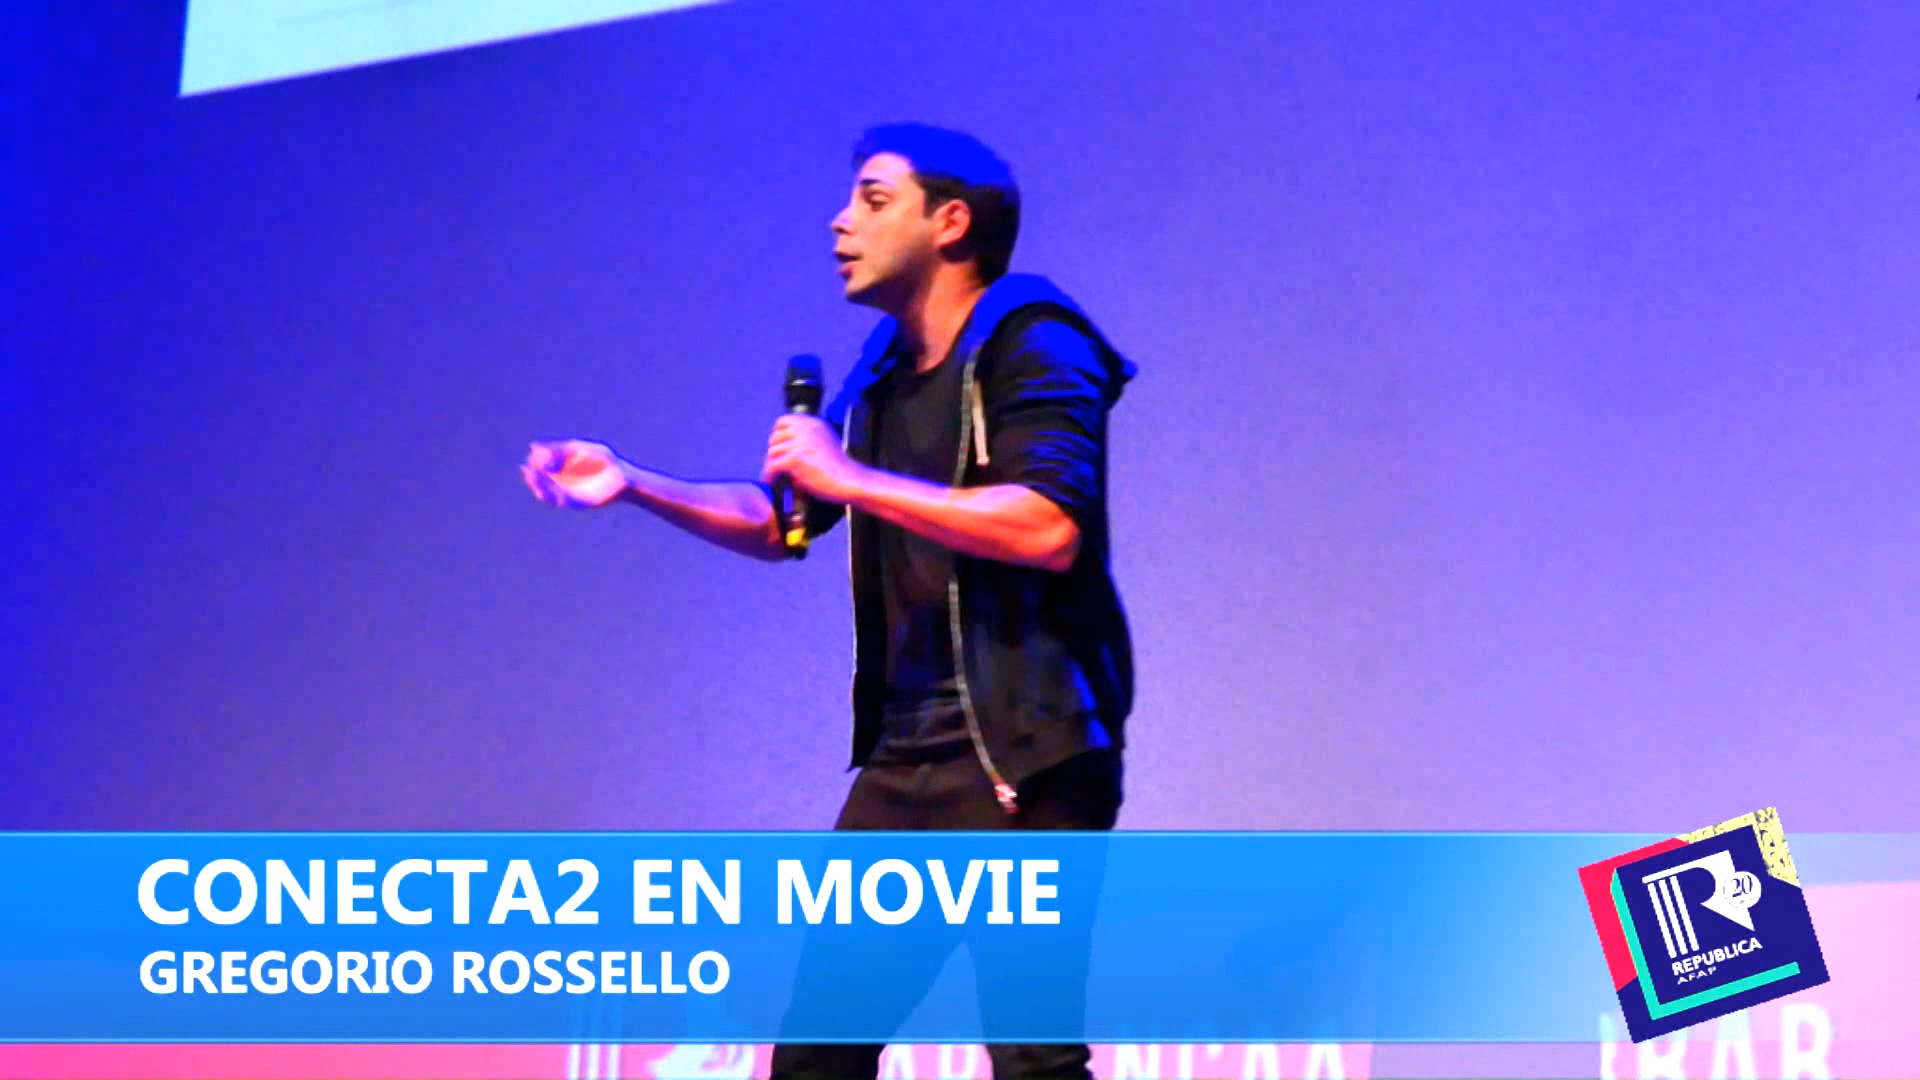 CONECTA2 EN MOVIE
GREGORIO ROSSELLO
R
20
REPUBLICA
AFAP